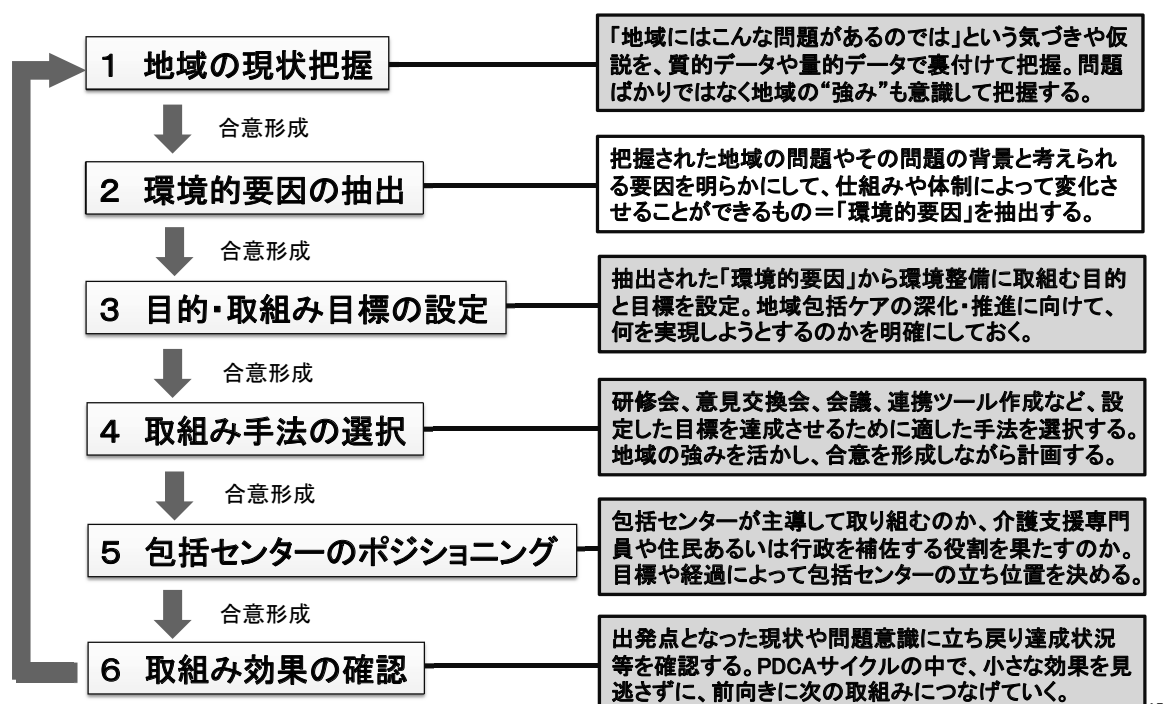 1 地域の現状把握
「地域にはこんな問題があるのでは」という気づきや仮
説を、質的データや量的データで裏付けて把握。問題
ばかりではなく地域の“強み”も意識して把握する。
合意形成
2 環境的要因の抽出
把握された地域の問題やその問題の背景と考えられ
る要因を明らかにして、仕組みや体制によって変化さ
せることができるもの＝「環境的要因」を抽出する。
合意形成
3 目的・取組み目標の設定
抽出された「環境的要因」から環境整備に取組む目的
と目標を設定。地域包括ケアの深化・推進に向けて、
何を実現しようとするのかを明確にしておく。
合意形成
4 取組み手法の選択
研修会、意見交換会、会議、連携ツール作成など、設
定した目標を達成させるために適した手法を選択する。
地域の強みを活かし、合意を形成しながら計画する。
合意形成
5 包括センターのポジショニング
包括センターが主導して取り組むのか、介護支援専門
員や住民あるいは行政を補佐する役割を果たすのか。
目標や経過によって包括センターの立ち位置を決める。
合意形成
6 取組み効果の確認
出発点となった現状や問題意識に立ち戻り達成状況
等を確認する。PDCAサイクルの中で、小さな効果を見
逃さずに、前向きに次の取組みにつなげていく。